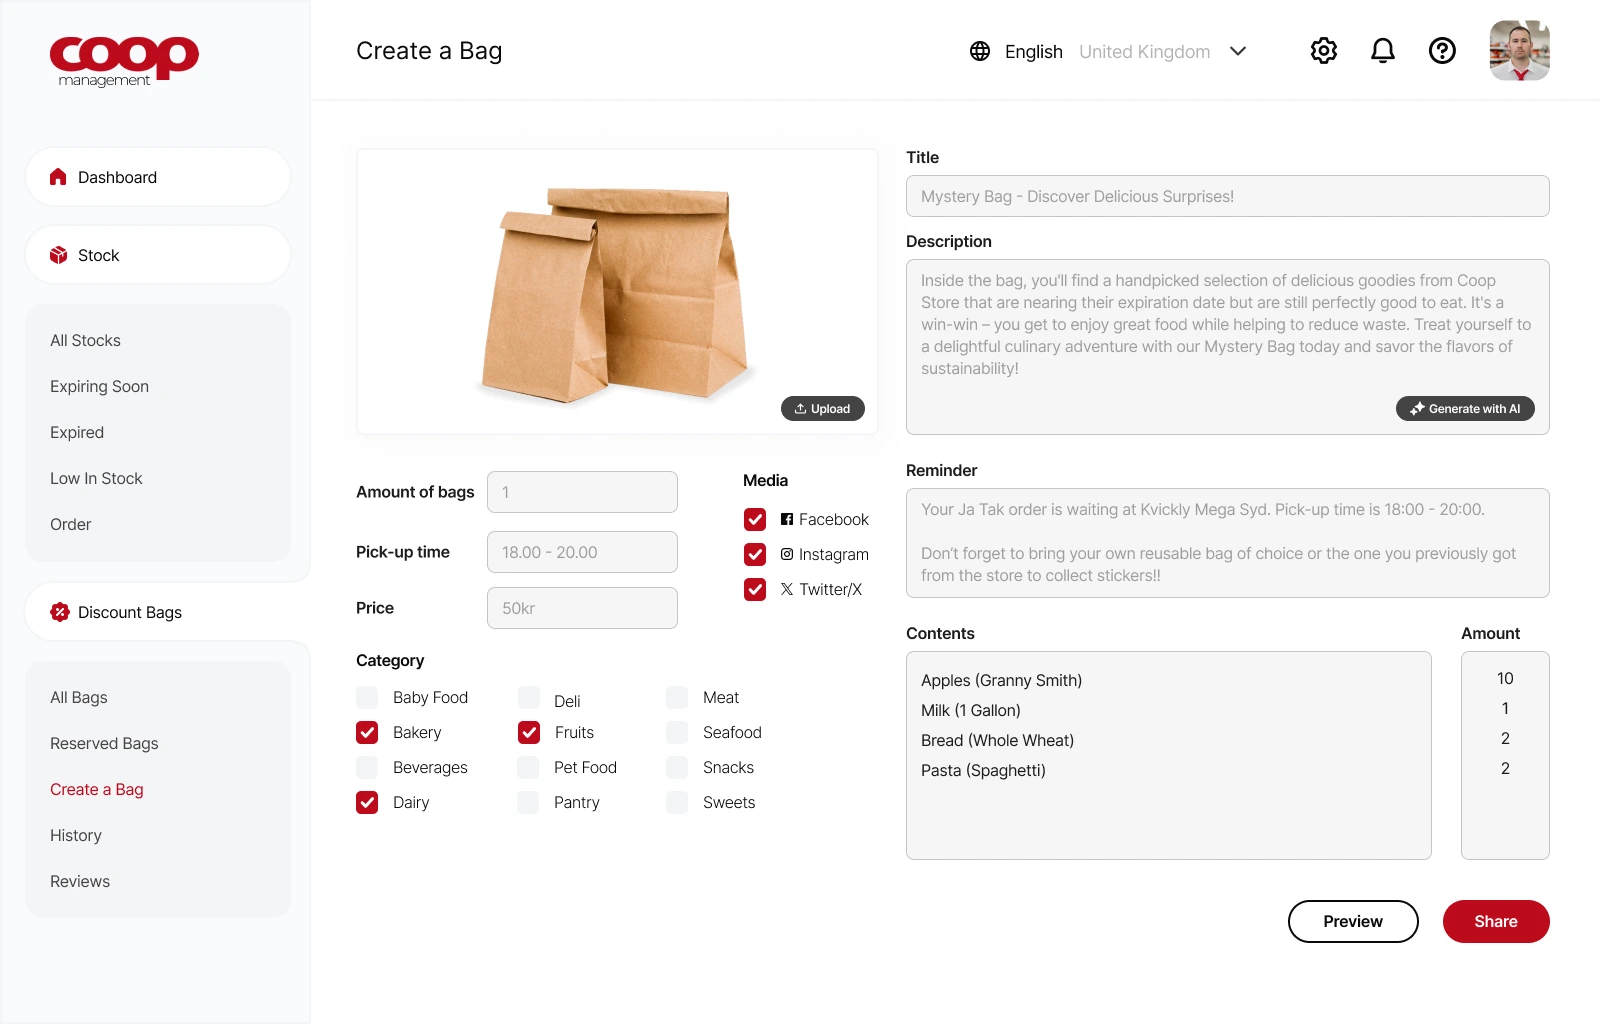 coop
management
Create a Bag
English United Kingdom
Dashboard
Stock
All Stocks
Expiring Soon
Expired
Low In Stock
Order
Discount Bags
All Bags
Reserved Bags
Create a Bag
History
Reviews
Upload
Amount of bags 1
Pick-up time 18.00 - 20.00
Price 50kr
Media
Facebook
Instagram
Twitter/X
Category
Baby Food Deli Meat
Bakery Fruits Seafood
Beverages Pet Food Snacks
Dairy Pantry Sweets
Title
Mystery Bag - Discover Delicious Surprises!
Description
Inside the bag, you'll find a handpicked selection of delicious goodies from Coop
Store that are nearing their expiration date but are still perfectly good to eat. It's a
win-win – you get to enjoy great food while helping to reduce waste. Treat yourself to
a delightful culinary adventure with our Mystery Bag today and savor the flavors of
sustainability!
Generate with AI
Reminder
Your Ja Tak order is waiting at Kvickly Mega Syd. Pick-up time is 18:00 - 20:00.
Don’t forget to bring your own reusable bag of choice or the one you previously got
from the store to collect stickers!!
Contents Amount
Apples (Granny Smith) 10
Milk (1 Gallon) 1
Bread (Whole Wheat) 2
Pasta (Spaghetti) 2
Preview Share